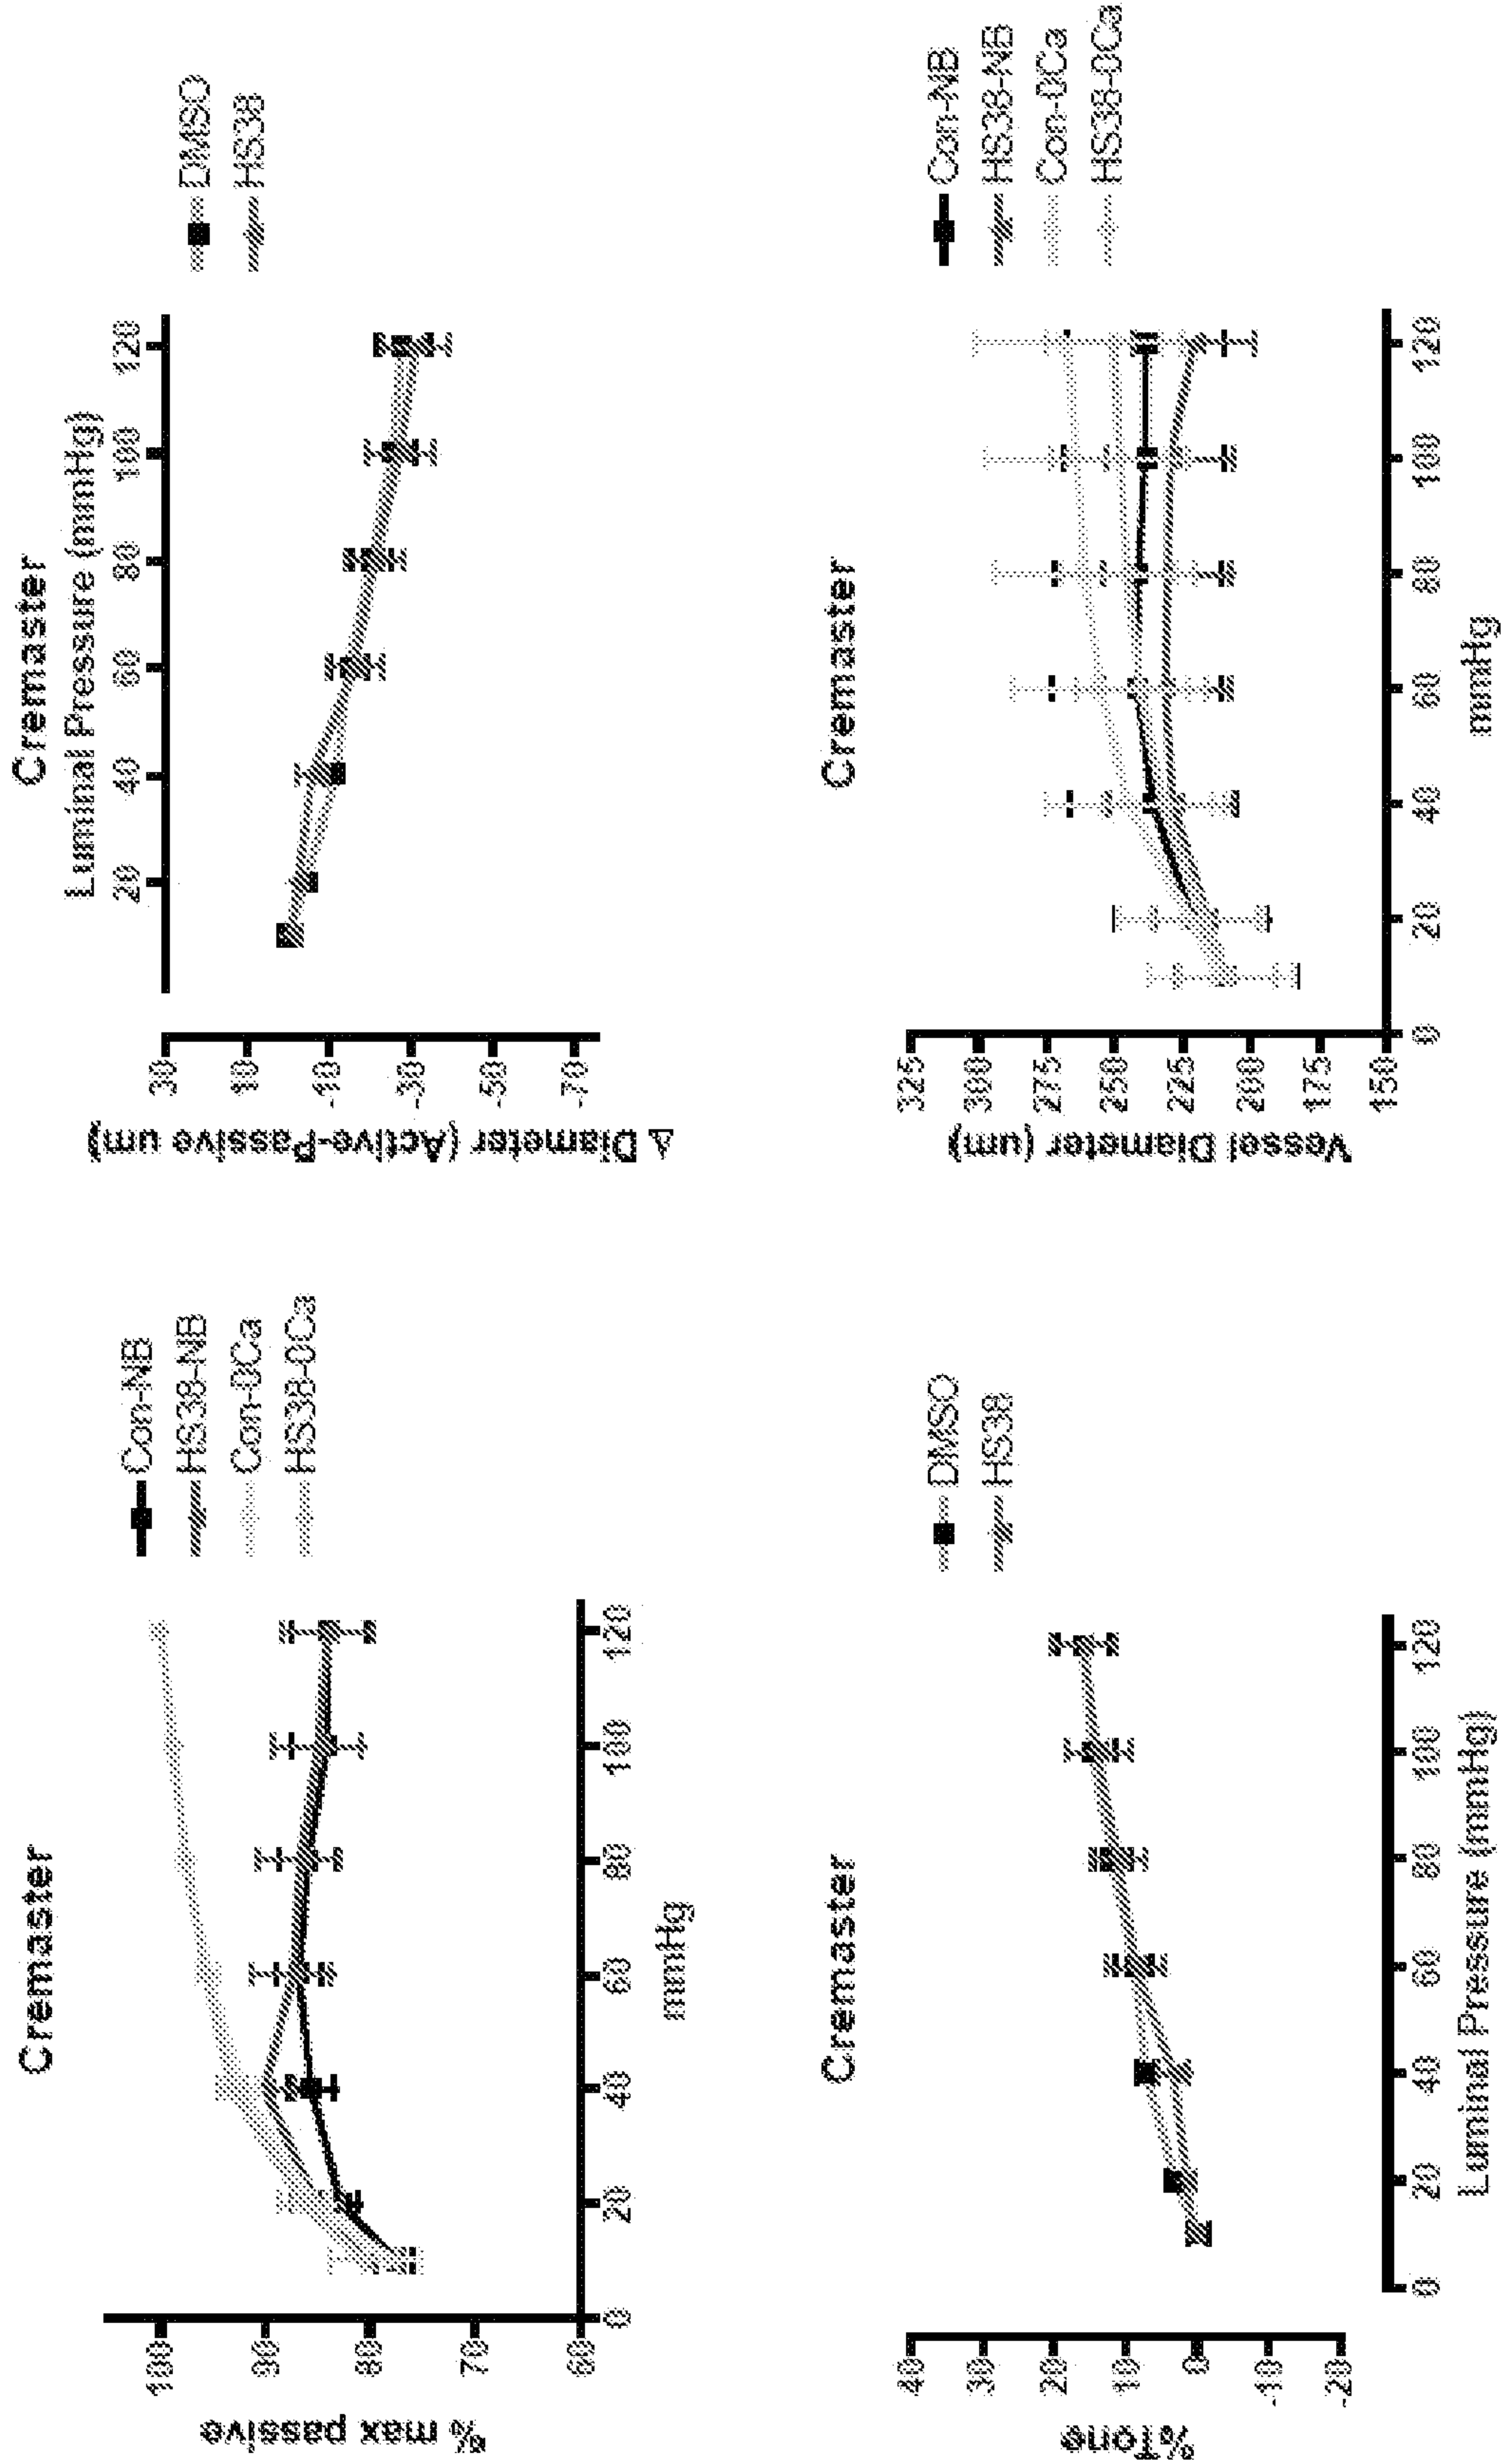 Cremaster
% max passive
100
90
80
70
60
0 20 40 60 80 100 120
mmHg
Con-NB
HS38-NB
Con-0Ca
HS38-0Ca
Cremaster
Luminal Pressure (mmHg)
20 40 60 80 100 120
Δ Diameter (Active-Passive um)
30
10
-10
-30
-50
-70
DMSO
HS38
Cremaster
%Tone
40
30
20
10
0
-10
-20
0 20 40 60 80 100 120
Luminal Pressure (mmHg)
DMSO
HS38
Cremaster
Vessel Diameter (um)
325
300
275
250
225
200
175
150
0 20 40 60 80 100 120
mmHg
Con-NB
HS38-NB
Con-0Ca
HS38-0Ca